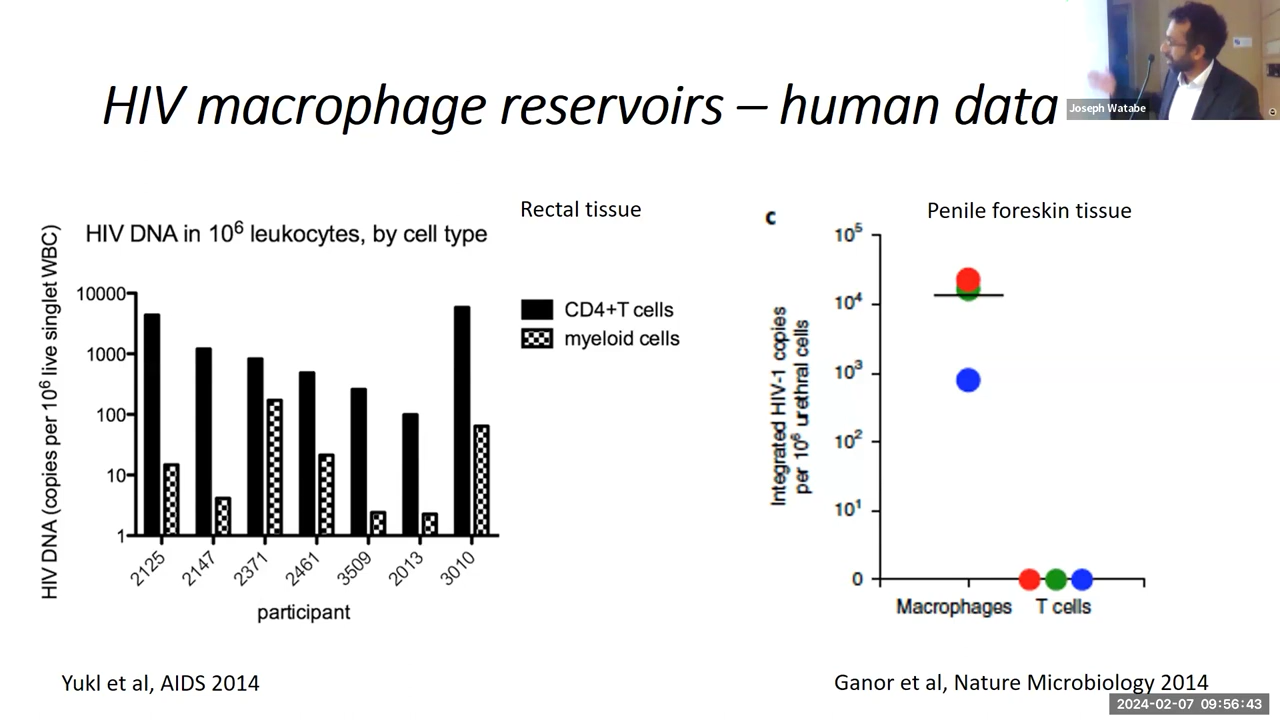 HIV macrophage reservoirs – human data
Joseph Watabe
Rectal tissue
HIV DNA in 10⁶ leukocytes, by cell type
HIV DNA (copies per 10⁶ live singlet WBC)
10000
1000
100
10
1
CD4+T cells
myeloid cells
2125
2147
2371
2461
3509
2013
3010
participant
Yukl et al, AIDS 2014
c
Penile foreskin tissue
Integrated HIV-1 copies
per 10⁶ urethral cells
10⁵
10⁴
10³
10²
10¹
0
Macrophages
T cells
Ganor et al, Nature Microbiology 2014
2024-02-07 09:56:43